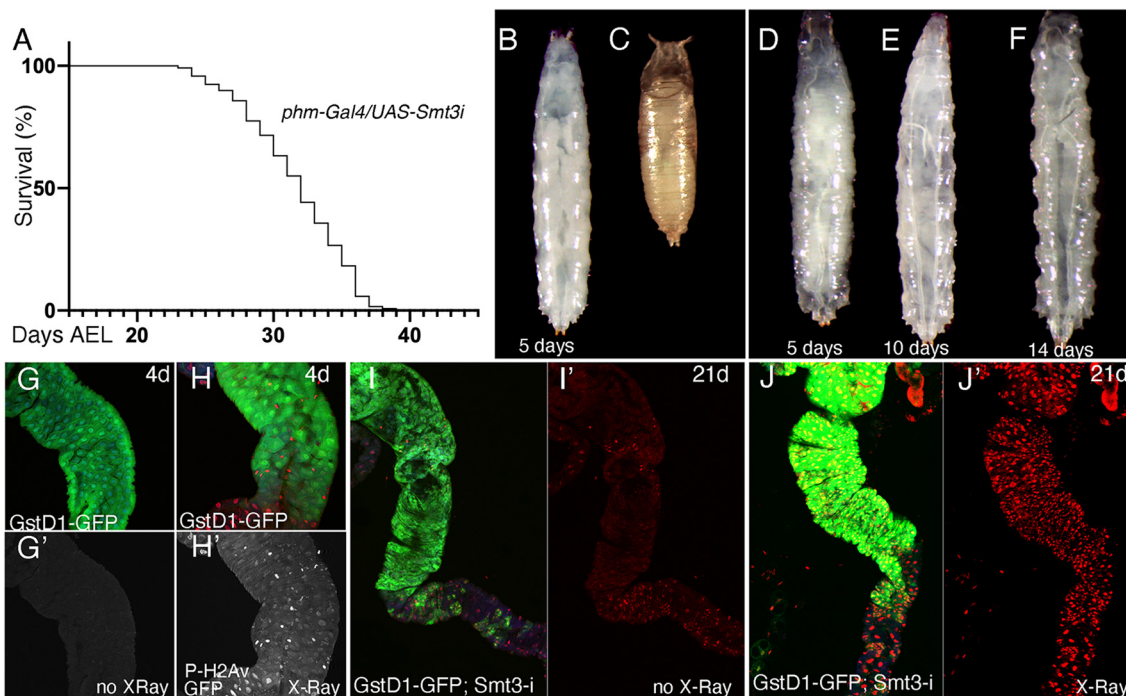 A
100
50
0
Survival (%)
phm-Gal4/UAS-Smt3i
Days AEL 20 30 40
B
5 days
C
D
5 days
E
10 days
F
14 days
G
4d
GstD1-GFP
H
4d
GstD1-GFP
G'
no XRay
H'
P-H2Av
GFP
X-Ray
I
GstD1-GFP; Smt3-i
I'
21d
no X-Ray
J
GstD1-GFP; Smt3-i
J'
21d
X-Ray